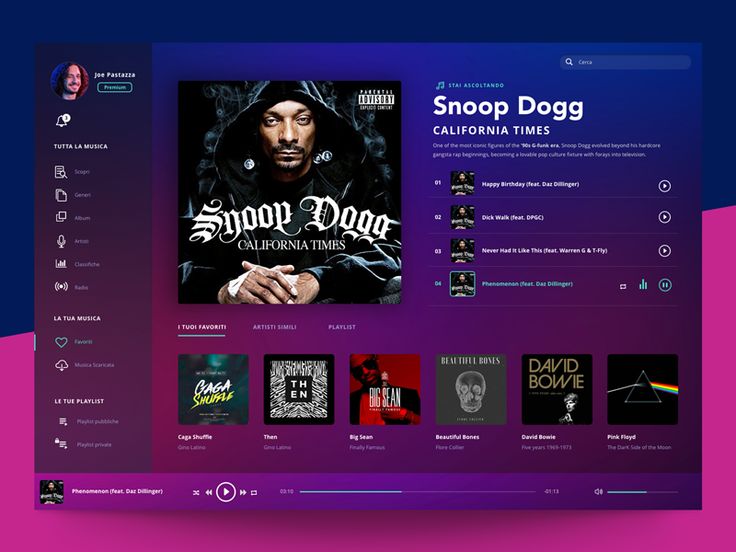 Joe Pastazza
Premium
TUTTA LA MUSICA
Scopri
Generi
Album
Artisti
Classifiche
Radio
LA TUA MUSICA
Favoriti
Musica Scaricata
LE TUE PLAYLIST
Playlist pubbliche
Playlist private
Cerca
PARENTAL
ADVISORY
EXPLICIT CONTENT
Snoop Dogg
CALIFORNIA TIMES
STAI ASCOLTANDO
Snoop Dogg
CALIFORNIA TIMES
One of the most iconic figures of the '90s G-funk era, Snoop Dogg evolved beyond his hardcore
gangsta rap beginnings, becoming a lovable pop culture fixture with forays into television.
01 Happy Birthday (feat. Daz Dillinger)
02 Dick Walk (feat. DPGC)
03 Never Had It Like This (feat. Warren G & T-Fly)
04 Phenomenon (feat. Daz Dillinger)
I TUOI FAVORITI ARTISTI SIMILI PLAYLIST
CAGA
SHUFFLE
TH
EN
BIG SEAN
FINALLY FAMOUS
BEAUTIFUL BONES
FLORE CELLIER
DAVID
BOWIE
Caga Shuffle Then Big Sean Beautiful Bones David Bowie Pink Floyd
Gino Latino Gino Latino Finally Famous Flore Collier Five years 1969-1973 The DarK Side of the Moon
Phenomenon (feat. Daz Dillinger) 03:10 -01:13